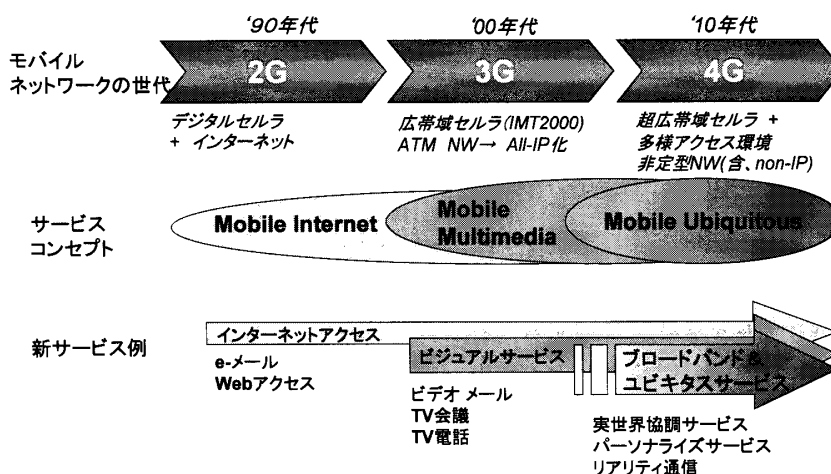 '90年代
'00年代
'10年代
モバイル
ネットワークの世代
2G
3G
4G
デジタルセルラ
+ インターネット
広帯域セルラ(IMT2000)
ATM NW→ All-IP化
超広帯域セルラ +
多様アクセス環境
非定型NW(含、non-IP)
サービス
コンセプト
Mobile Internet
Mobile
Multimedia
Mobile Ubiquitous
新サービス例
インターネットアクセス
e-メール
Webアクセス
ビジュアルサービス
ビデオ メール
TV会議
TV電話
ブロードバンド&
ユビキタスサービス
実世界協調サービス
パーソナライズサービス
リアリティ通信